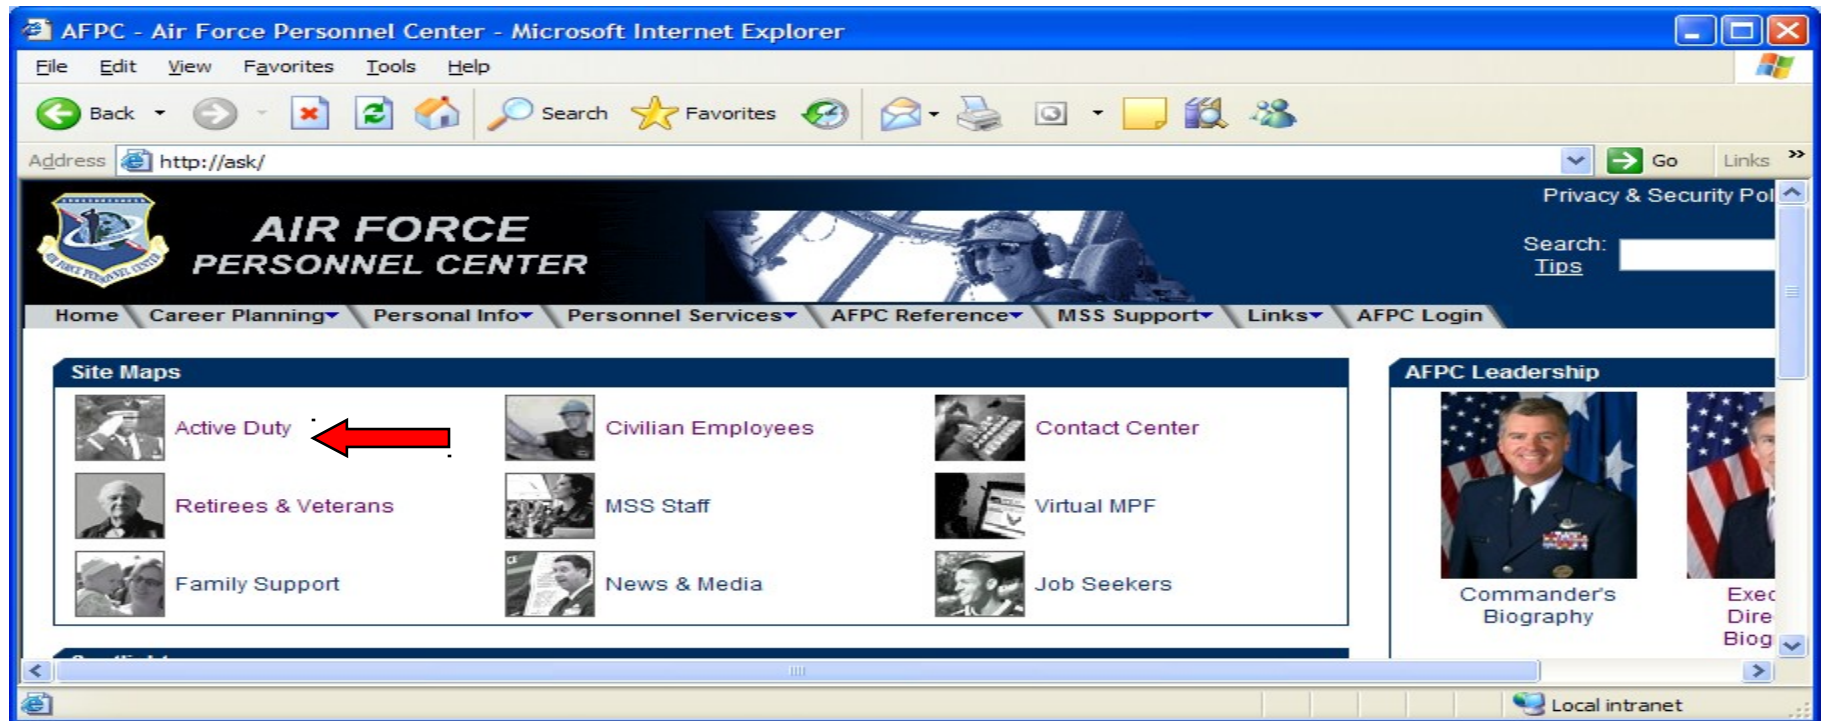 AFPC - Air Force Personnel Center - Microsoft Internet Explorer
File Edit View Favorites Tools Help
Back Search Favorites
Address http://ask/ Go Links »
Privacy & Security Pol
AIR FORCE
PERSONNEL CENTER
Search:
Tips
Home Career Planning Personal Info Personnel Services AFPC Reference MSS Support Links AFPC Login
Site Maps
Active Duty Civilian Employees Contact Center
Retirees & Veterans MSS Staff Virtual MPF
Family Support News & Media Job Seekers
AFPC Leadership
Commander's
Biography
Exec
Dire
Biog
Local intranet